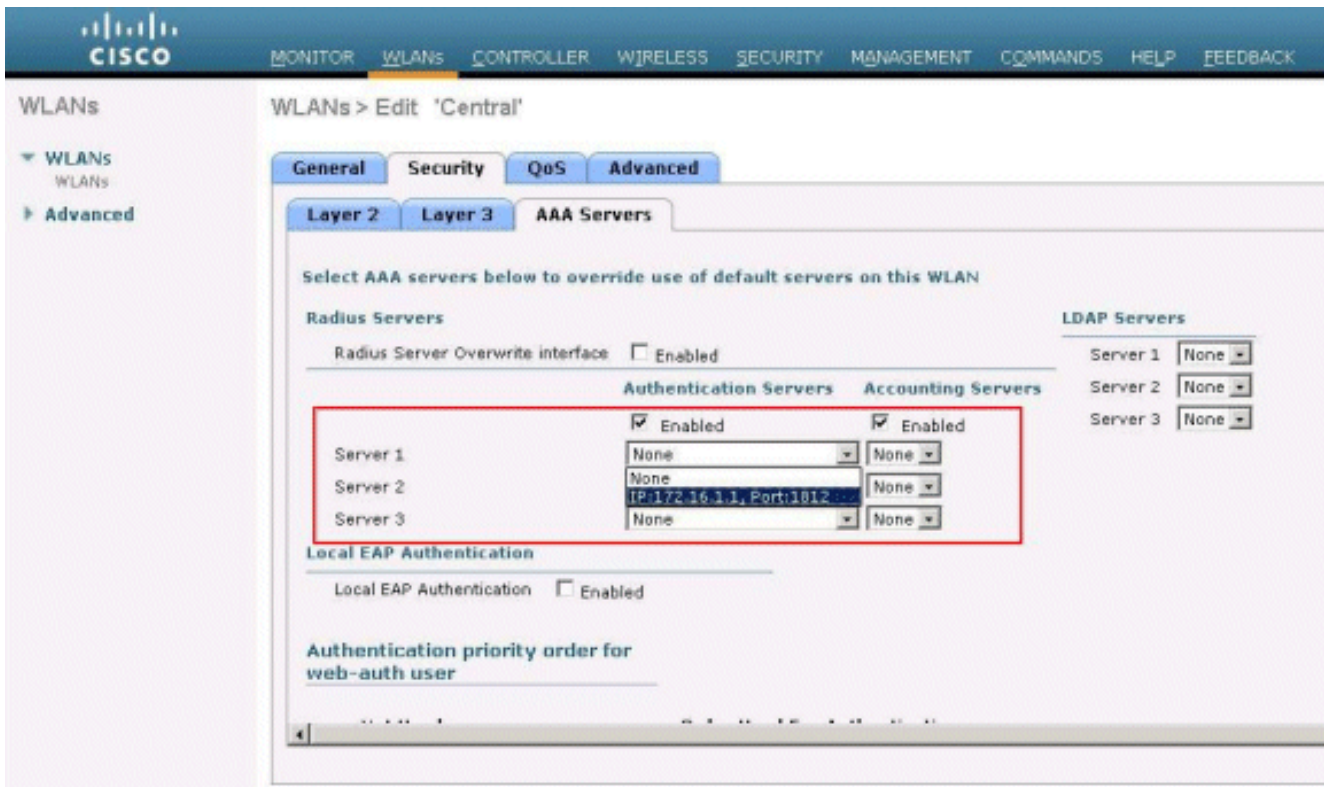 CISCO
MONITOR WLANs CONTROLLER WIRELESS SECURITY MANAGEMENT COMMANDS HELP FEEDBACK
WLANs
WLANs > Edit 'Central'
WLANs
WLANs
Advanced
General Security QoS Advanced
Layer 2 Layer 3 AAA Servers
Select AAA servers below to override use of default servers on this WLAN
Radius Servers
LDAP Servers
Radius Server Overwrite interface Enabled
Server 1 None
Server 2 None
Server 3 None
Authentication Servers Accounting Servers
Enabled Enabled
Server 1 None None
None
IP:172.16.1.1, Port:1812
Server 2 None
Server 3 None None
Local EAP Authentication
Local EAP Authentication Enabled
Authentication priority order for
web-auth user